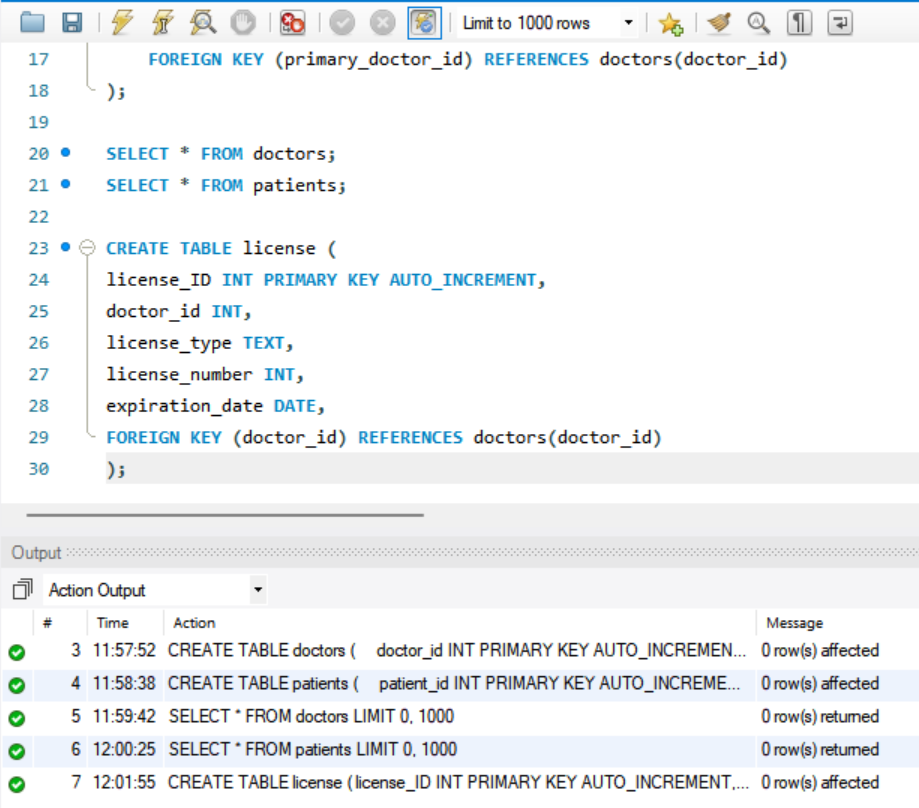 Limit to 1000 rows
17 FOREIGN KEY (primary_doctor_id) REFERENCES doctors(doctor_id)
18 );
19
20 SELECT * FROM doctors;
21 SELECT * FROM patients;
22
23 CREATE TABLE license (
24 license_ID INT PRIMARY KEY AUTO_INCREMENT,
25 doctor_id INT,
26 license_type TEXT,
27 license_number INT,
28 expiration_date DATE,
29 FOREIGN KEY (doctor_id) REFERENCES doctors(doctor_id)
30 );
Output
Action Output
# Time Action Message
3 11:57:52 CREATE TABLE doctors ( doctor_id INT PRIMARY KEY AUTO_INCREMEN... 0 row(s) affected
4 11:58:38 CREATE TABLE patients ( patient_id INT PRIMARY KEY AUTO_INCREME... 0 row(s) affected
5 11:59:42 SELECT * FROM doctors LIMIT 0, 1000 0 row(s) returned
6 12:00:25 SELECT * FROM patients LIMIT 0, 1000 0 row(s) returned
7 12:01:55 CREATE TABLE license ( license_ID INT PRIMARY KEY AUTO_INCREMENT,... 0 row(s) affected